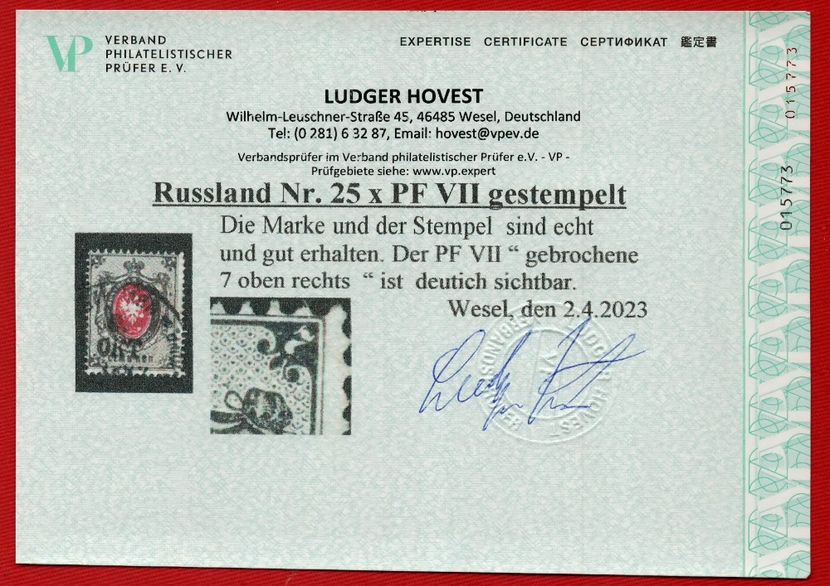 VP VERBAND
PHILATELISTISCHER
PRÜFER E. V.
EXPERTISE CERTIFICATE СЕРТИФИКАТ 鑑定書
LUDGER HOVEST
Wilhelm-Leuschner-Straße 45, 46485 Wesel, Deutschland
Tel: (0 281) 6 32 87, Email: hovest@vpev.de
Verbandsprüfer im Verband philatelistischer Prüfer e.V. - VP -
Prüfgebiete siehe: www.vp.expert
Russland Nr. 25 x PF VII gestempelt
Die Marke und der Stempel sind echt
und gut erhalten. Der PF VII “ gebrochene
7 oben rechts “ ist deutich sichtbar.
Wesel, den 2.4.2023
015773
015773